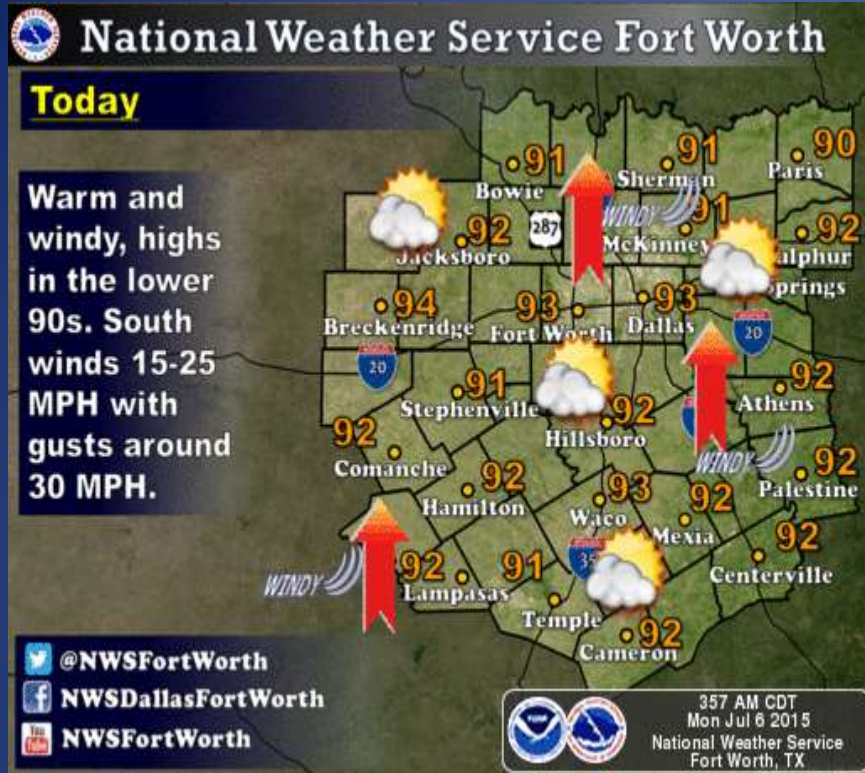 National Weather Service Fort Worth
Today
Warm and
windy, highs
in the lower
90s. South
winds 15-25
MPH with
gusts around
30 MPH.
91
Bowie
91
Sherman
90
Paris
WINDY
92
Jacksboro
287
91
McKinney
92
Sulphur
Springs
94
Breckenridge
93
Fort Worth
93
Dallas
20
20
91
Stephenville
92
Hillsboro
92
Athens
92
Comanche
WINDY
92
Palestine
92
Hamilton
93
Waco
92
Mexia
WINDY
92
Lampasas
91
Temple
35
92
Centerville
92
Cameron
@NWSFortWorth
NWSDallasFortWorth
You
Tube
NWSFortWorth
357 AM CDT
Mon Jul 6 2015
National Weather Service
Fort Worth, TX